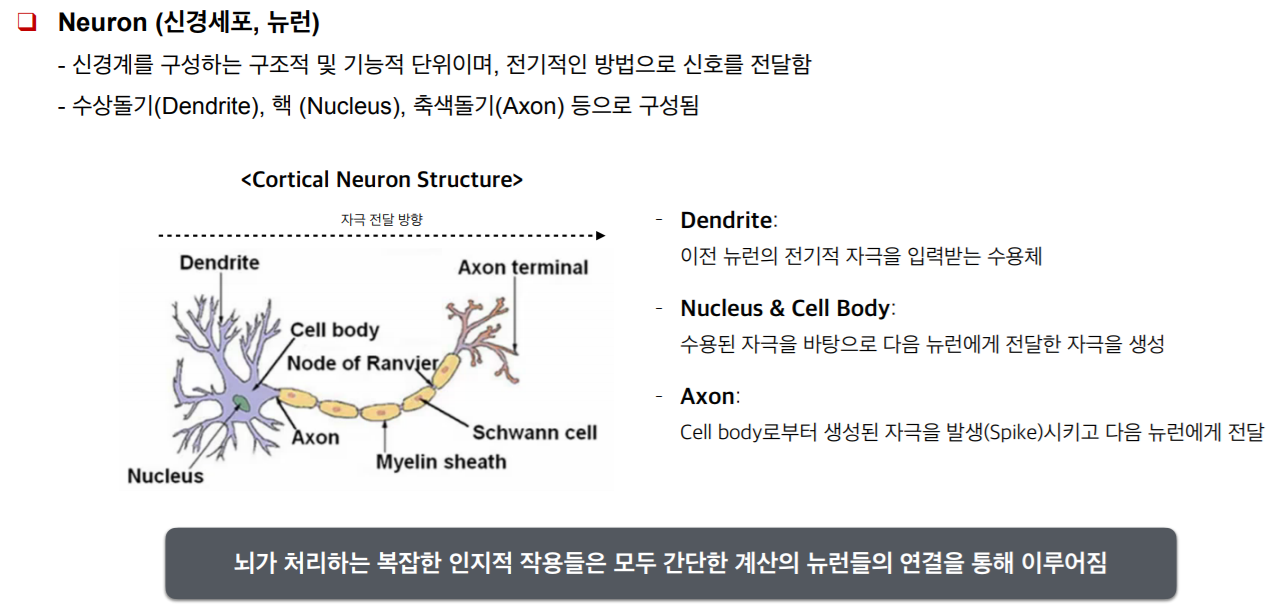 Neuron (신경세포, 뉴런)
- 신경계를 구성하는 구조적 및 기능적 단위이며, 전기적인 방법으로 신호를 전달함
- 수상돌기(Dendrite), 핵 (Nucleus), 축색돌기(Axon) 등으로 구성됨
<Cortical Neuron Structure>
자극 전달 방향
Dendrite
Axon terminal
Cell body
Node of Ranvier
Axon
Schwann cell
Myelin sheath
Nucleus
- Dendrite:
이전 뉴런의 전기적 자극을 입력받는 수용체
- Nucleus & Cell Body:
수용된 자극을 바탕으로 다음 뉴런에게 전달한 자극을 생성
- Axon:
Cell body로부터 생성된 자극을 발생(Spike)시키고 다음 뉴런에게 전달
뇌가 처리하는 복잡한 인지적 작용들은 모두 간단한 계산의 뉴런들의 연결을 통해 이루어짐